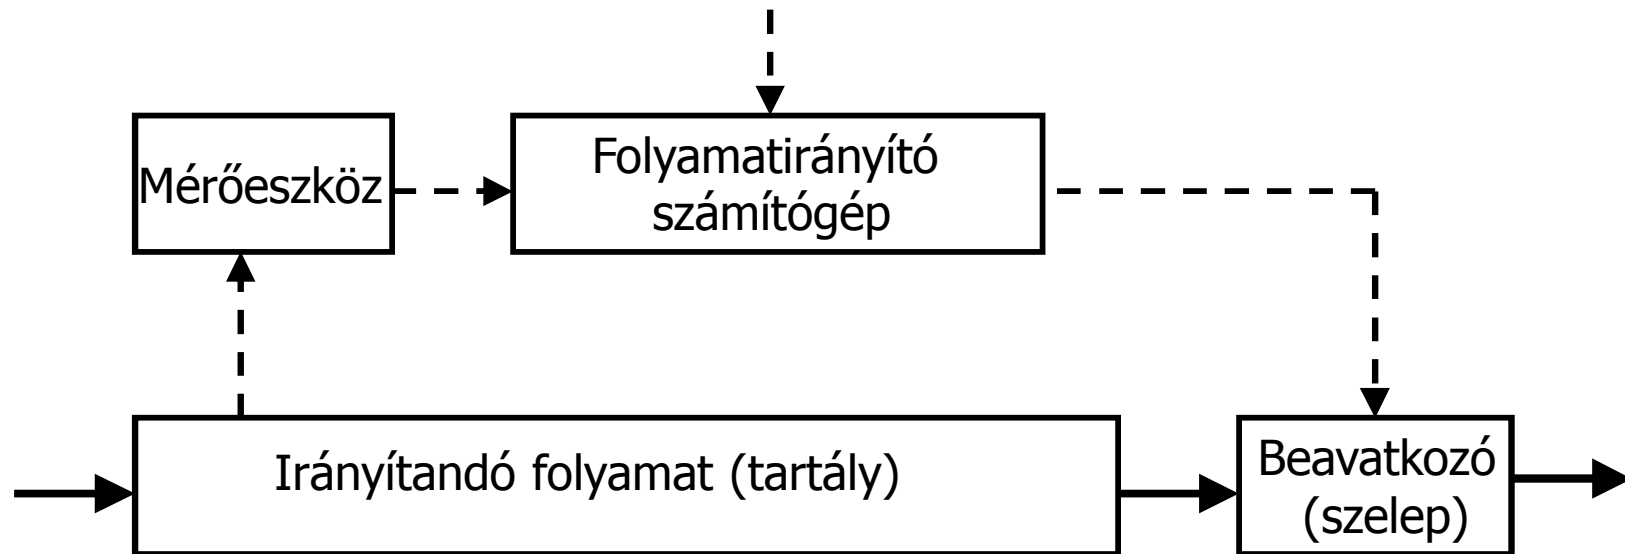 Mérőeszköz
Folyamatirányító
számítógép
Irányítandó folyamat (tartály)
Beavatkozó
(szelep)